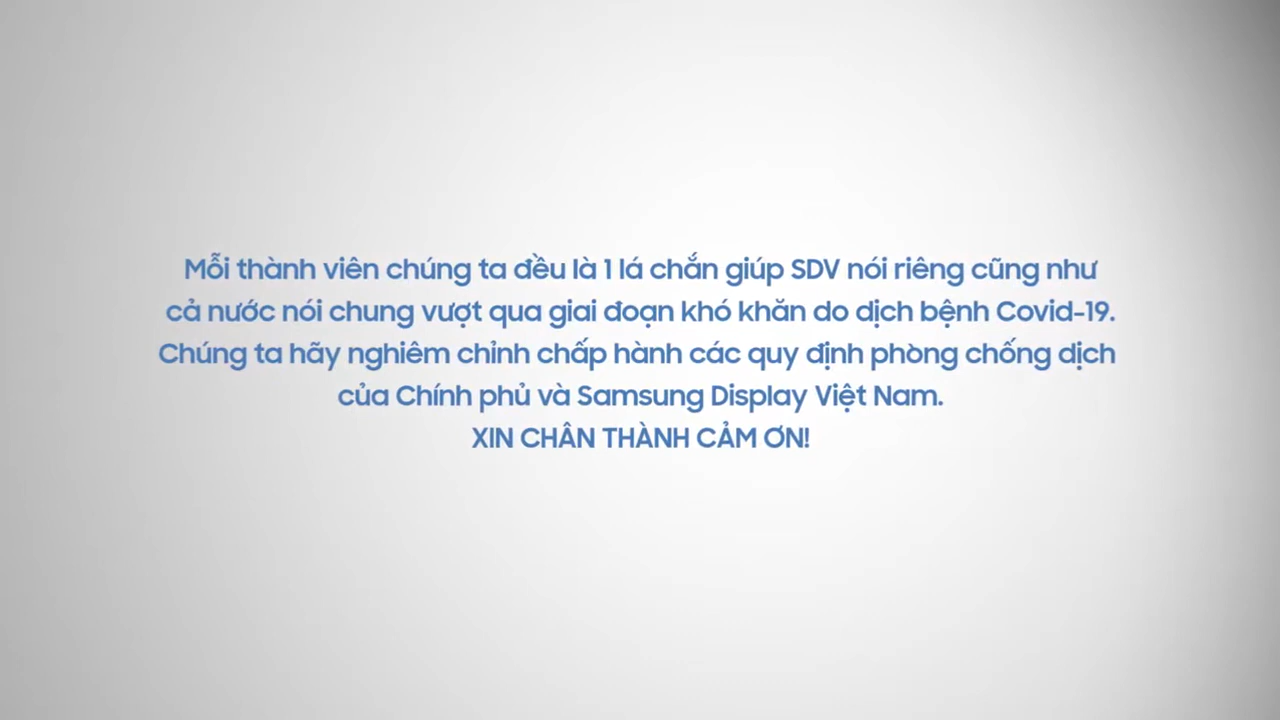 Mỗi thành viên chúng ta đều là 1 lá chắn giúp SDV nói riêng cũng như
cả nước nói chung vượt qua giai đoạn khó khăn do dịch bệnh Covid-19.
Chúng ta hãy nghiêm chỉnh chấp hành các quy định phòng chống dịch
của Chính phủ và Samsung Display Việt Nam.
XIN CHÂN THÀNH CẢM ƠN!